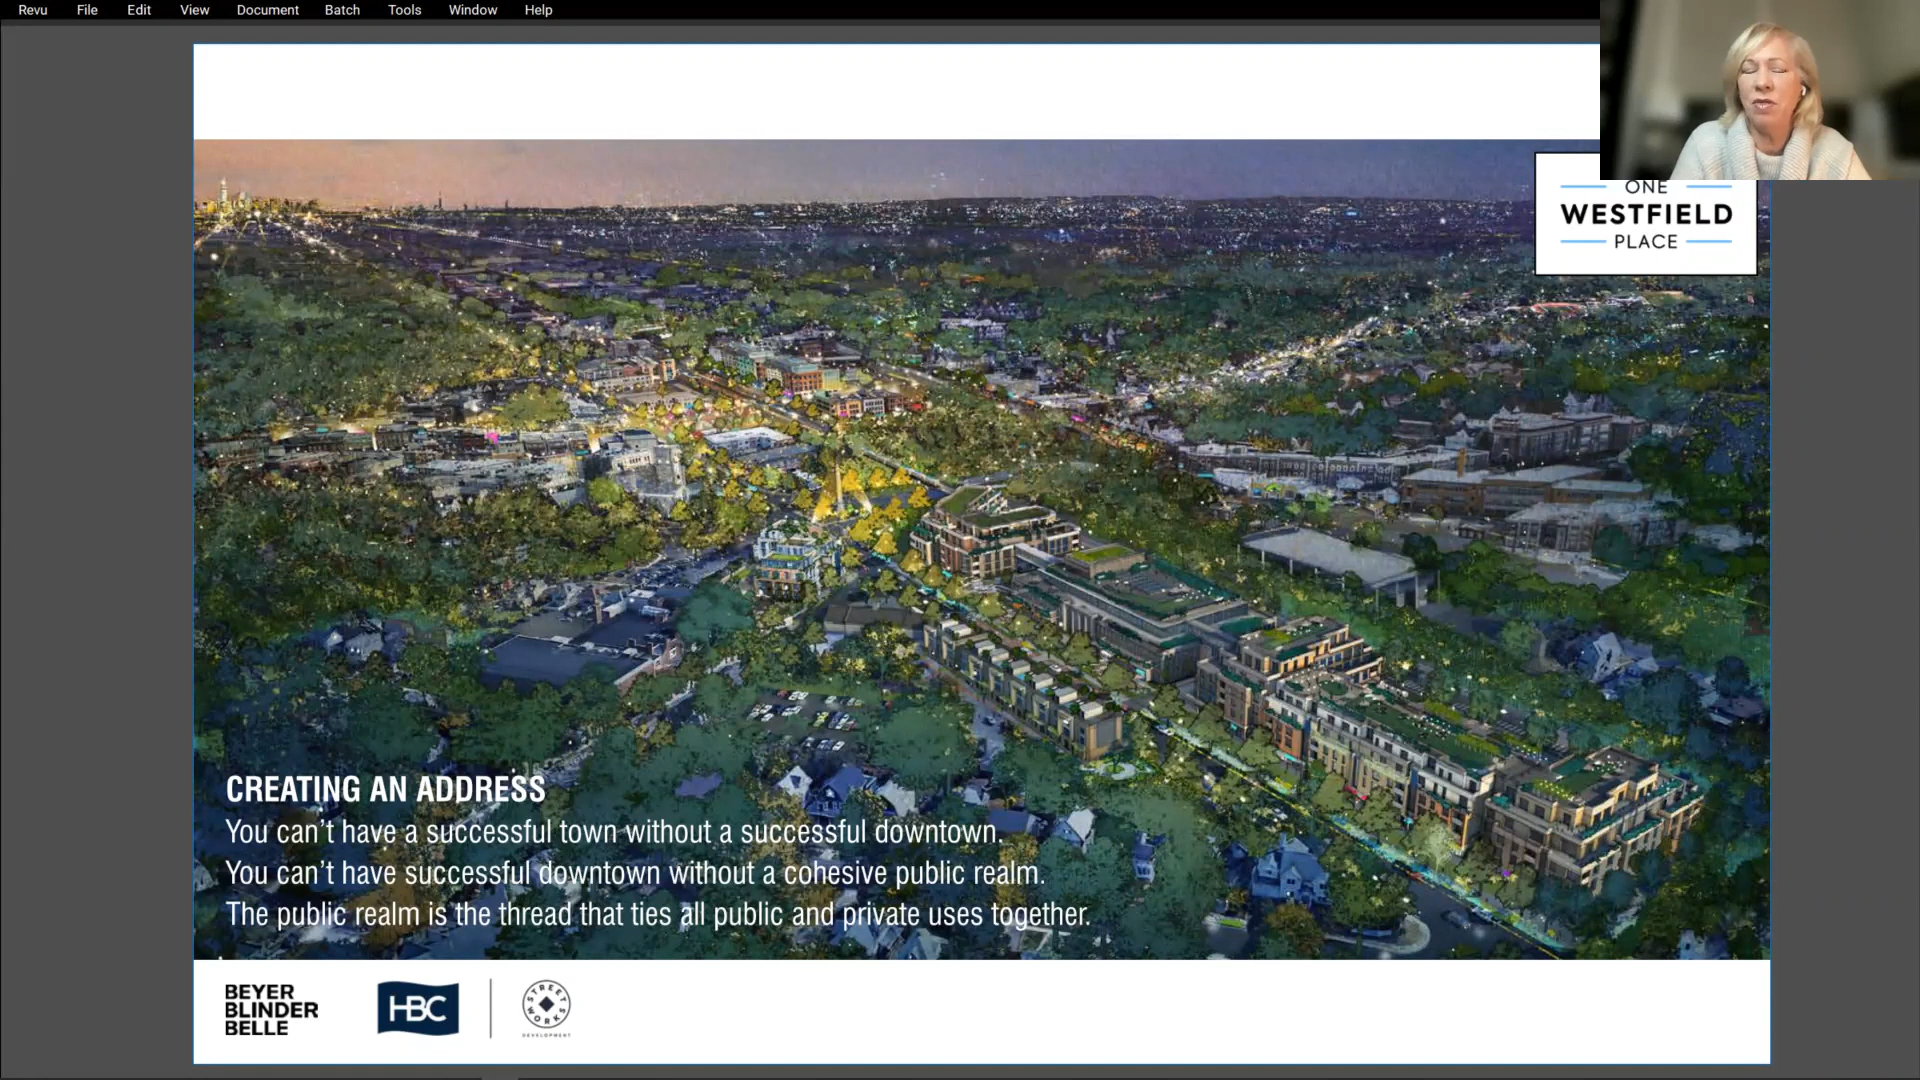 Revu File Edit View Document Batch Tools Window Help
ONE
WESTFIELD
PLACE
CREATING AN ADDRESS
You can’t have a successful town without a successful downtown.
You can’t have successful downtown without a cohesive public realm.
The public realm is the thread that ties all public and private uses together.
BEYER
BLINDER
BELLE
HBC
STREET
WORKS
DEVELOPMENT